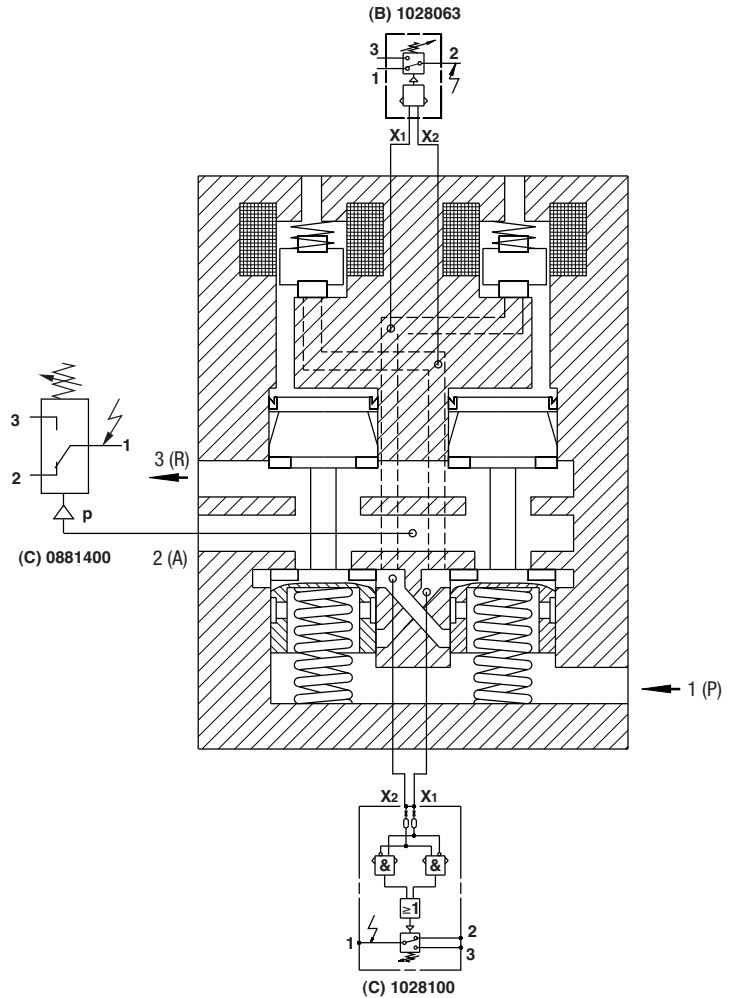 (B) 1028063
3
2
1
X1 X2
3
1
2
3 (R)
p
(C) 0881400
2 (A)
1 (P)
X2 X1
& &
≥1
1
2
3
(C) 1028100